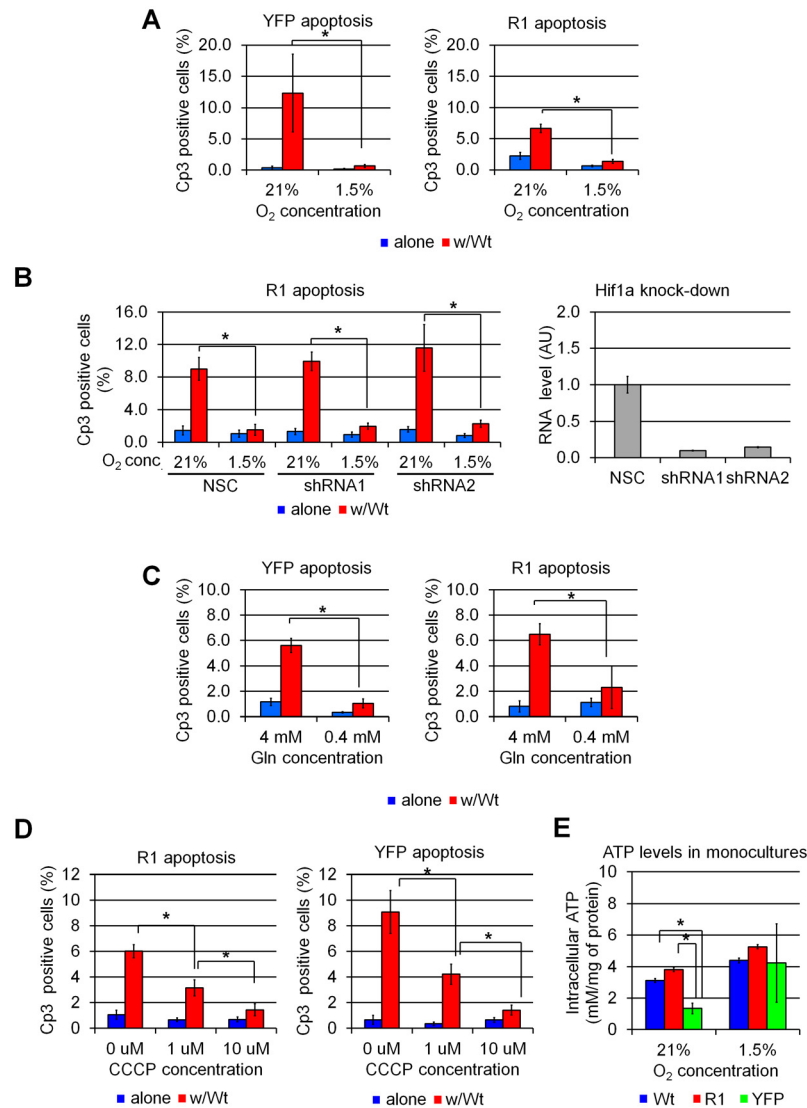 A
YFP apoptosis
Cp3 positive cells (%)
20.0
15.0
10.0
5.0
0.0
*
21% 1.5%
O2 concentration
R1 apoptosis
Cp3 positive cells (%)
20.0
15.0
10.0
5.0
0.0
*
21% 1.5%
O2 concentration
alone w/Wt
B
R1 apoptosis
Cp3 positive cells
(%)
16.0
12.0
8.0
4.0
0.0
* * *
O2 conc.
21% 1.5% 21% 1.5% 21% 1.5%
NSC shRNA1 shRNA2
alone w/Wt
Hif1a knock-down
RNA level (AU)
2.0
1.5
1.0
0.5
0.0
NSC shRNA1 shRNA2
C
YFP apoptosis
Cp3 positive cells (%)
10.0
8.0
6.0
4.0
2.0
0.0
*
4 mM 0.4 mM
Gln concentration
R1 apoptosis
Cp3 positive cells (%)
10.0
8.0
6.0
4.0
2.0
0.0
*
4 mM 0.4 mM
Gln concentration
alone w/Wt
D
R1 apoptosis
Cp3 positive cells (%)
12
10
8
6
4
2
0
* *
0 uM 1 uM 10 uM
CCCP concentration
alone w/Wt
YFP apoptosis
Cp3 positive cells (%)
12
10
8
6
4
2
0
* *
0 uM 1 uM 10 uM
CCCP concentration
alone w/Wt
E
ATP levels in monocultures
Intracellular ATP
(mM/mg of protein)
10
8
6
4
2
0
*
*
21% 1.5%
O2 concentration
Wt R1 YFP